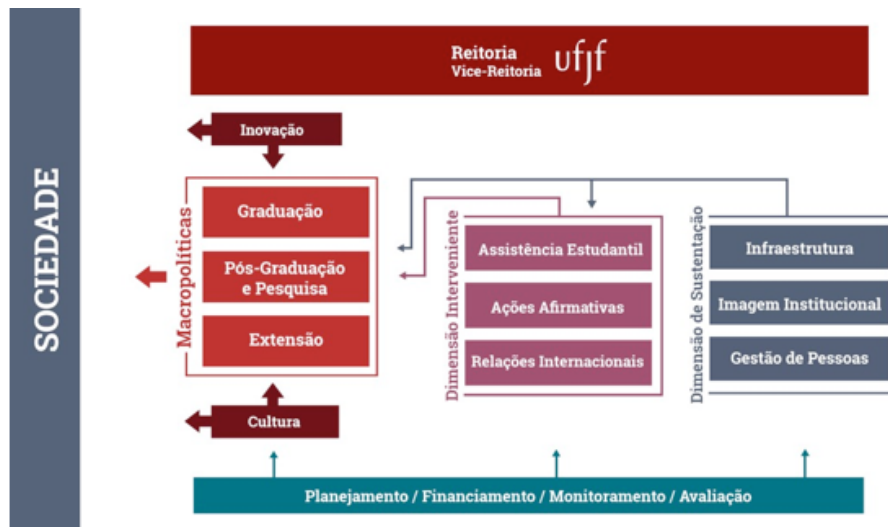 SOCIEDADE
Reitoria
Vice-Reitoria
ufjf
Inovação
Macropolíticas
Graduação
Pós-Graduação
e Pesquisa
Extensão
Cultura
Dimensão Interveniente
Assistência Estudantil
Ações Afirmativas
Relações Internacionais
Dimensão de Sustentação
Infraestrutura
Imagem Institucional
Gestão de Pessoas
Planejamento / Financiamento / Monitoramento / Avaliação